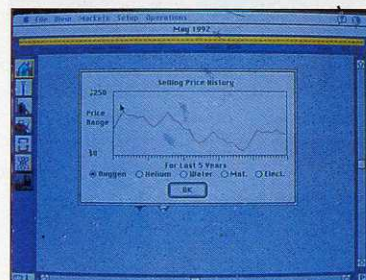 File View Markets Setup Operations
May 1992
Selling Price History
$250
Price
Range
$0
For Last 5 Years
Oxygen Helium Water Mat. Elect.
OK